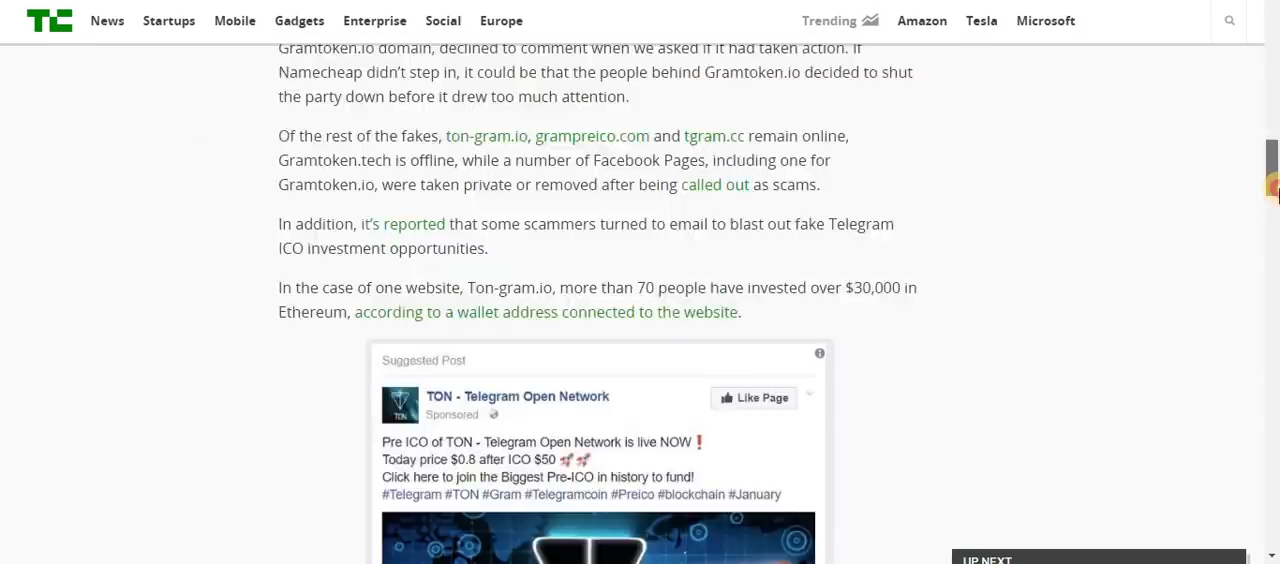 TC News Startups Mobile Gadgets Enterprise Social Europe Trending Amazon Tesla Microsoft
Gramtoken.io domain, declined to comment when we asked if it had taken action. If
Namecheap didn’t step in, it could be that the people behind Gramtoken.io decided to shut
the party down before it drew too much attention.
Of the rest of the fakes, ton-gram.io, grampreico.com and tgram.cc remain online,
Gramtoken.tech is offline, while a number of Facebook Pages, including one for
Gramtoken.io, were taken private or removed after being called out as scams.
In addition, it’s reported that some scammers turned to email to blast out fake Telegram
ICO investment opportunities.
In the case of one website, Ton-gram.io, more than 70 people have invested over $30,000 in
Ethereum, according to a wallet address connected to the website.
Suggested Post
TON - Telegram Open Network
Like Page
Sponsored
TON
Pre ICO of TON - Telegram Open Network is live NOW❗
Today price $0.8 after ICO $50 🚀🚀
Click here to join the Biggest Pre-ICO in history to fund!
#Telegram #TON #Gram #Telegramcoin #Preico #blockchain #January
UP NEXT